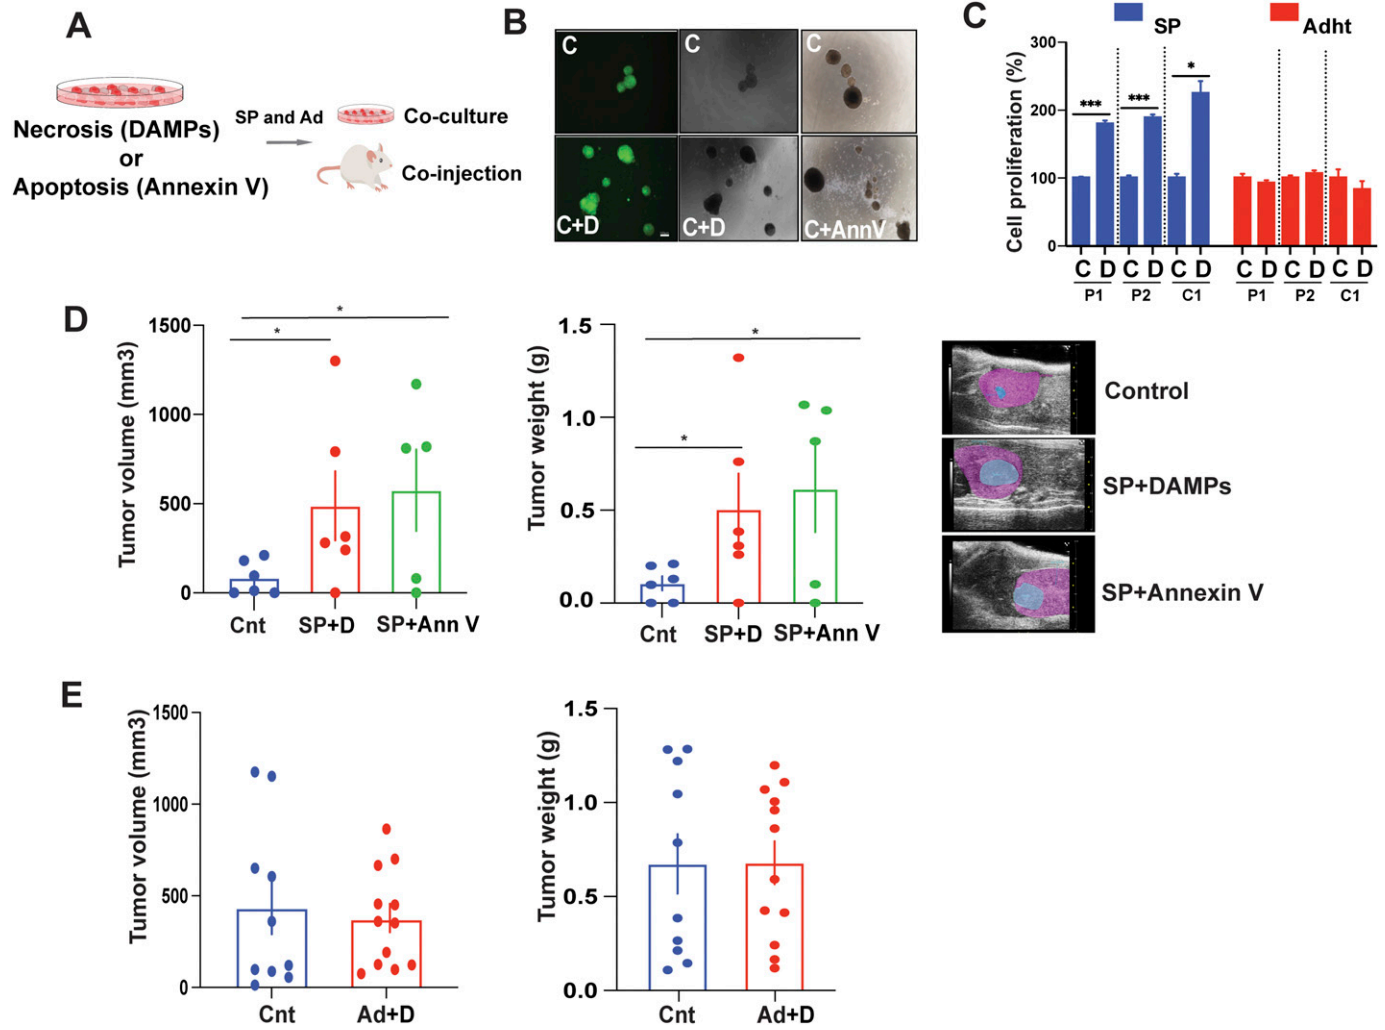 A
Necrosis (DAMPs)
or
Apoptosis (Annexin V)
SP and Ad
Co-culture
Co-injection
B
C
C
C
C+D
C+D
C+AnnV
C
SP
Adht
Cell proliferation (%)
300
200
100
0
***
***
*
C D C D C D C D C D C D
P1 P2 C1 P1 P2 C1
D
Tumor volume (mm3)
1500
1000
500
0
*
*
Cnt SP+D SP+Ann V
Tumor weight (g)
1.5
1.0
0.5
0.0
*
*
Cnt SP+D SP+Ann V
Control
SP+DAMPs
SP+Annexin V
E
Tumor volume (mm3)
1500
1000
500
0
Cnt Ad+D
Tumor weight (g)
1.5
1.0
0.5
0.0
Cnt Ad+D